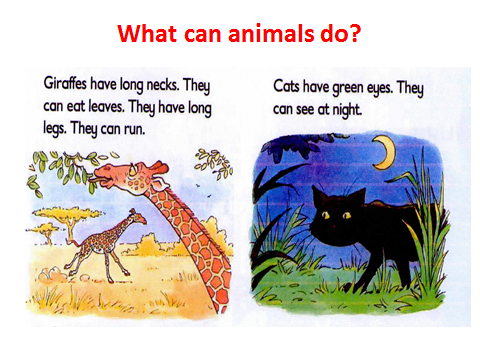 What can animals do?
Giraffes have long necks. They
can eat leaves. They have long
legs. They can run.
Cats have green eyes. They
can see at night.